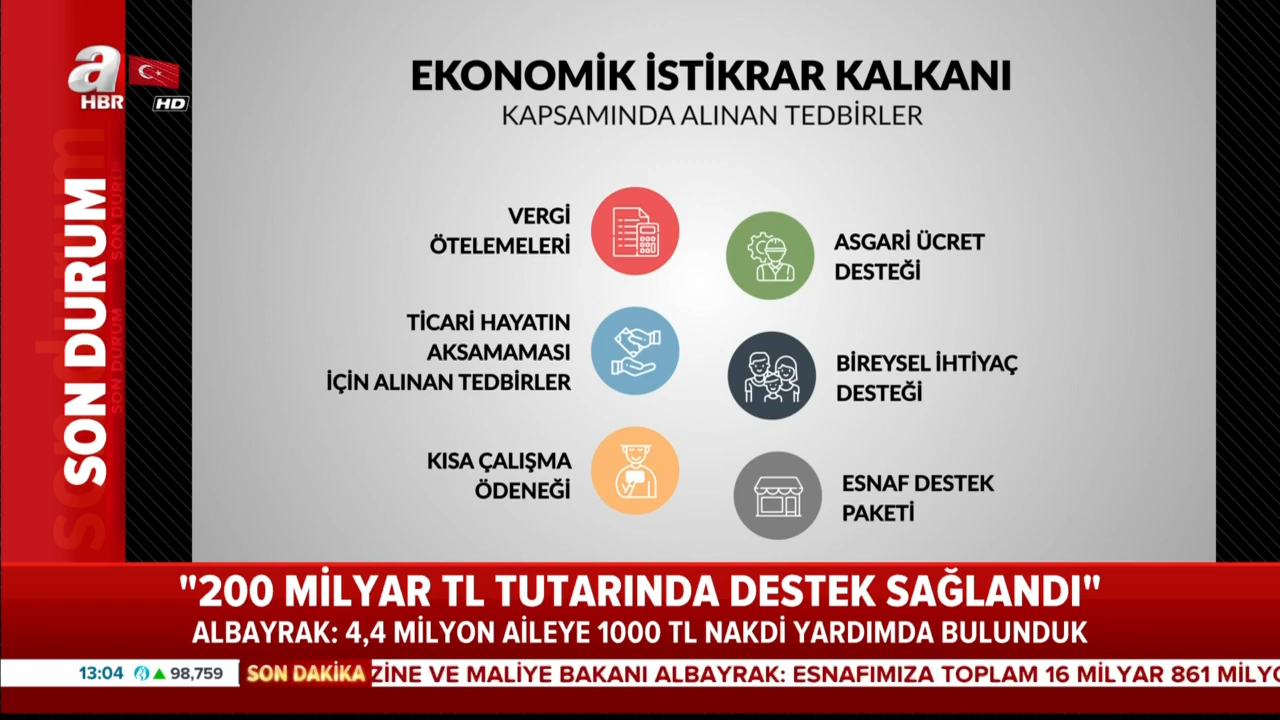 a
HBR
HD
SON DURUM
EKONOMİK İSTİKRAR KALKANI
KAPSAMINDA ALINAN TEDBİRLER
VERGİ
ÖTELEMELERİ
TİCARİ HAYATIN
AKSAMAMASI
İÇİN ALINAN TEDBİRLER
KISA ÇALIŞMA
ÖDENEĞİ
ASGARİ ÜCRET
DESTEĞİ
BİREYSEL İHTİYAÇ
DESTEĞİ
ESNAF DESTEK
PAKETİ
"200 MİLYAR TL TUTARINDA DESTEK SAĞLANDI"
ALBAYRAK: 4,4 MİLYON AİLEYE 1000 TL NAKDİ YARDIMDA BULUNDUK
13:04 ▲ 98,759 SON DAKİKA ZİNE VE MALİYE BAKANI ALBAYRAK: ESNAFIMIZA TOPLAM 16 MİLYAR 861 MİLYO